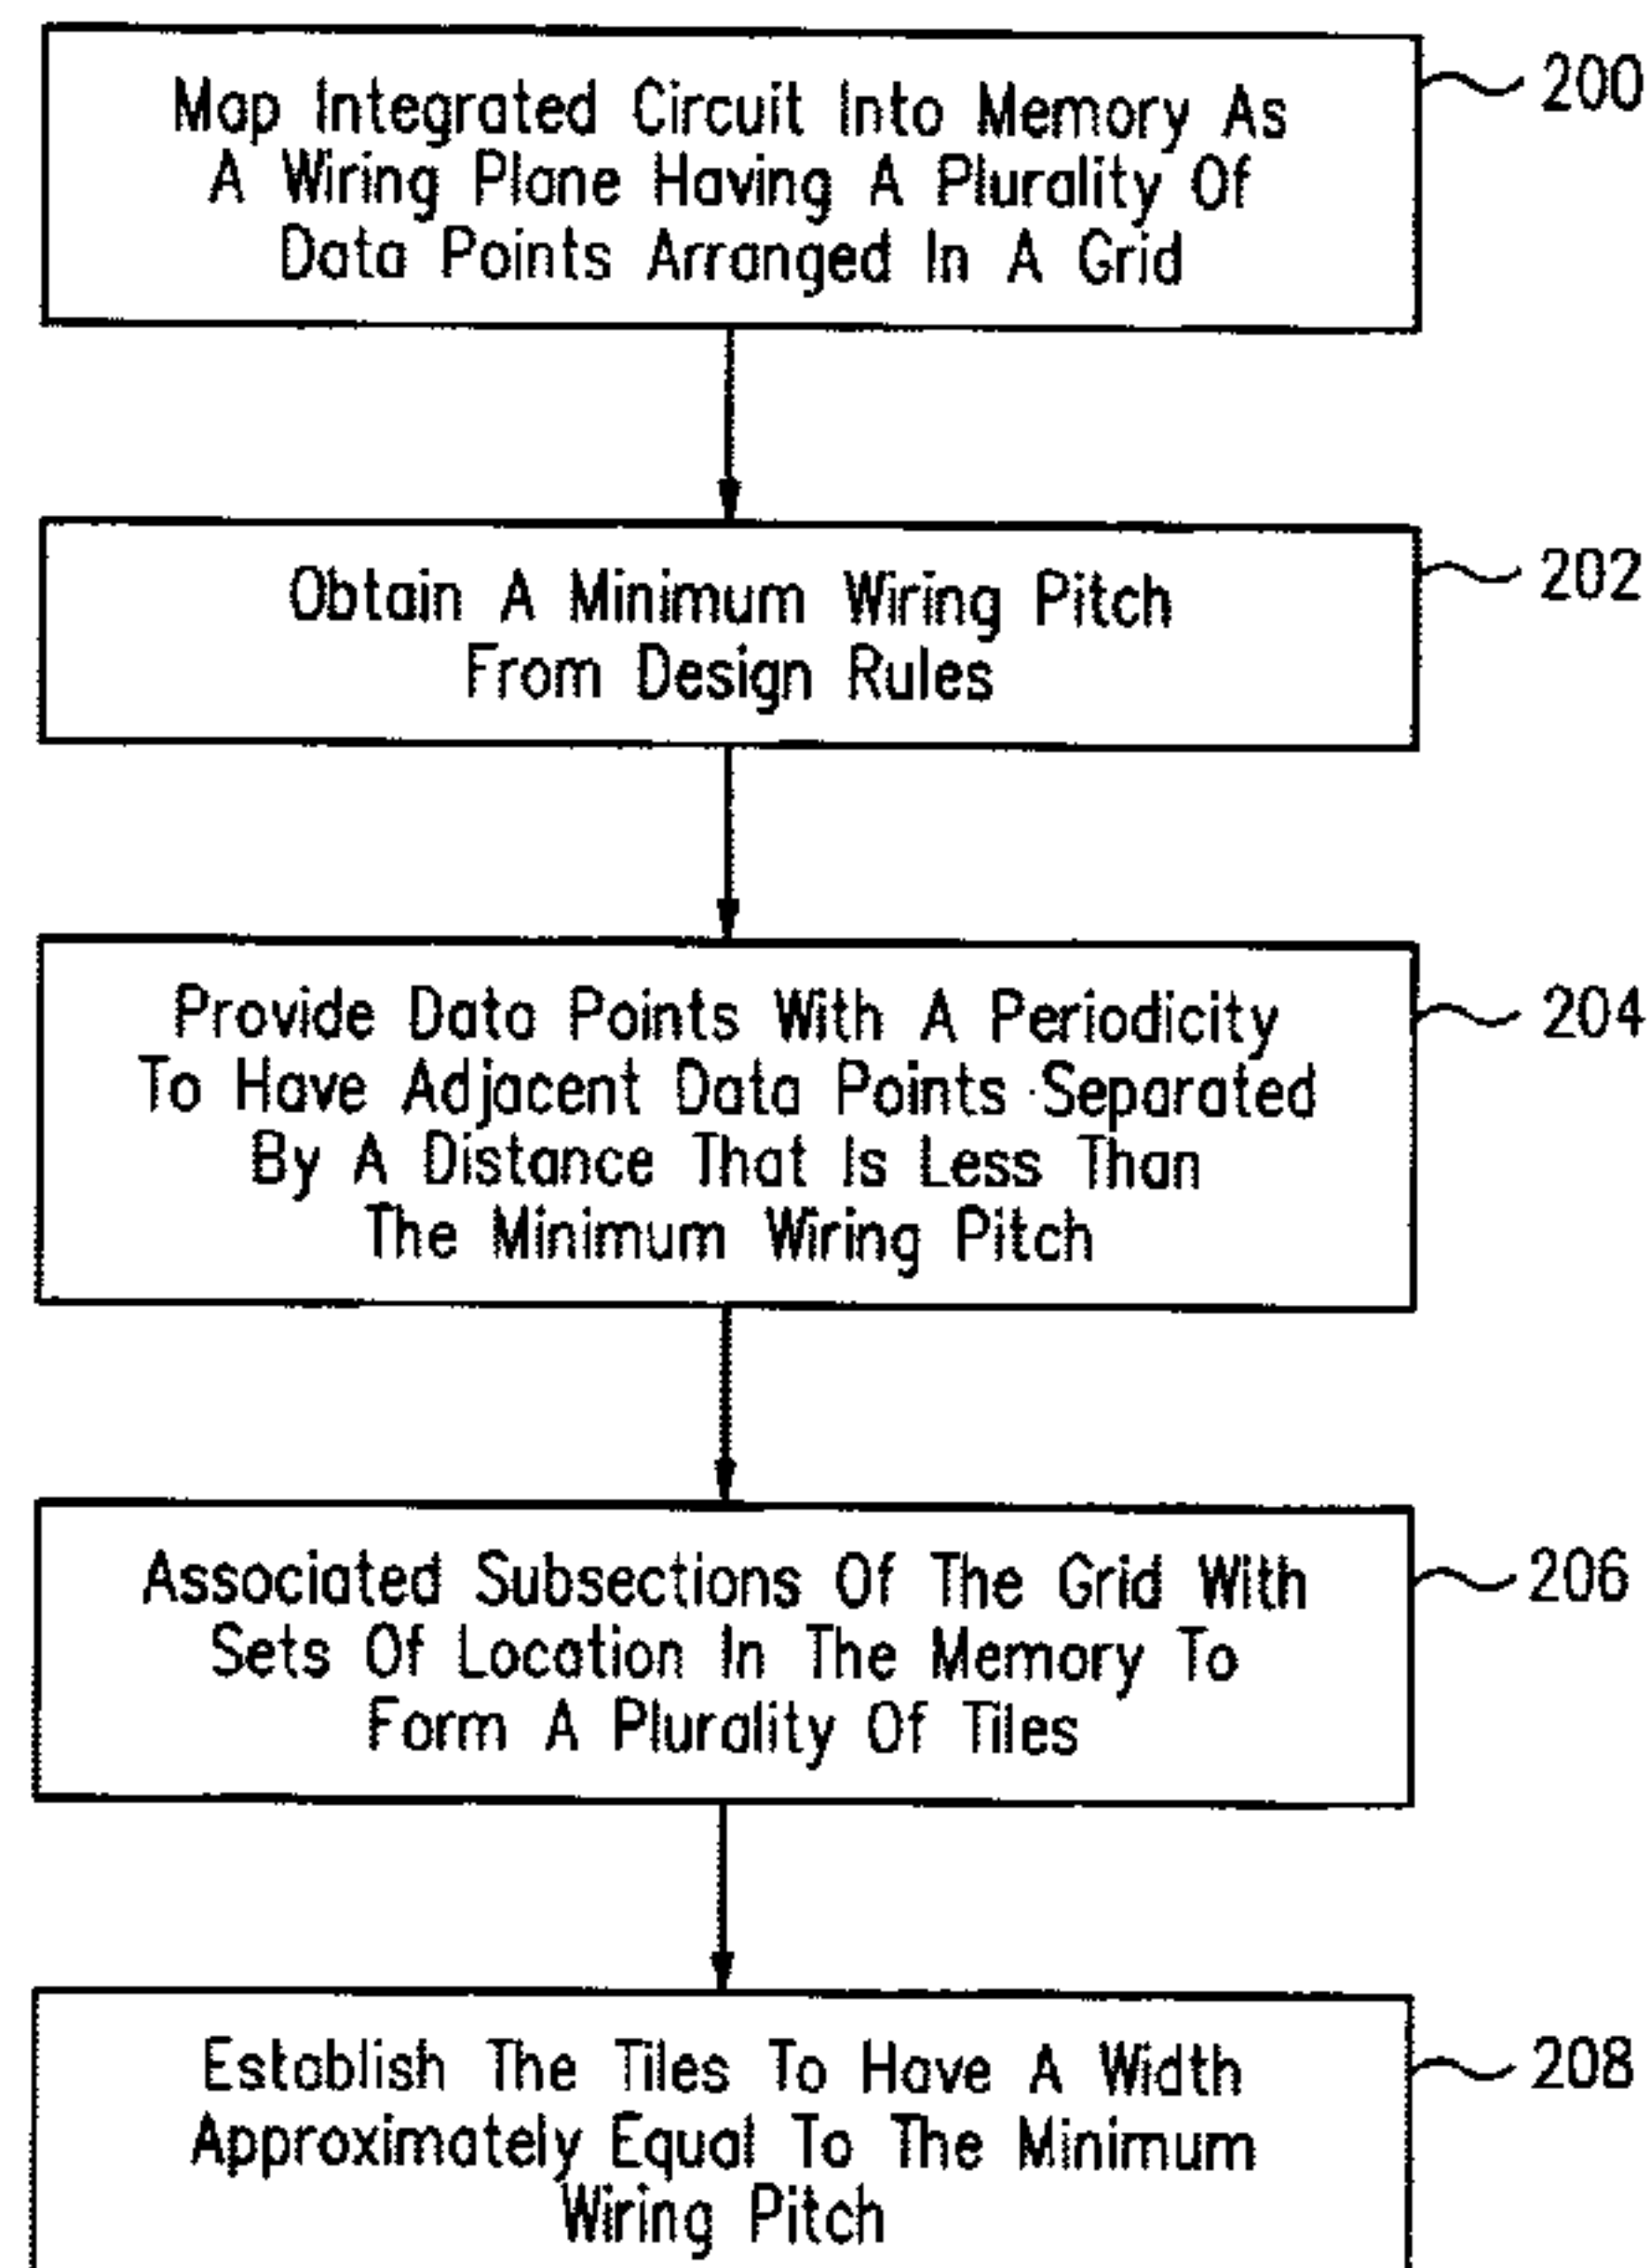 Map Integrated Circuit Into Memory As
A Wiring Plane Having A Plurality Of
Data Points Arranged In A Grid
200
Obtain A Minimum Wiring Pitch
From Design Rules
202
Provide Data Points With A Periodicity
To Have Adjacent Data Points Separated
By A Distance That Is Less Than
The Minimum Wiring Pitch
204
Associated Subsections Of The Grid With
Sets Of Location In The Memory To
Form A Plurality Of Tiles
206
Establish The Tiles To Have A Width
Approximately Equal To The Minimum
Wiring Pitch
208